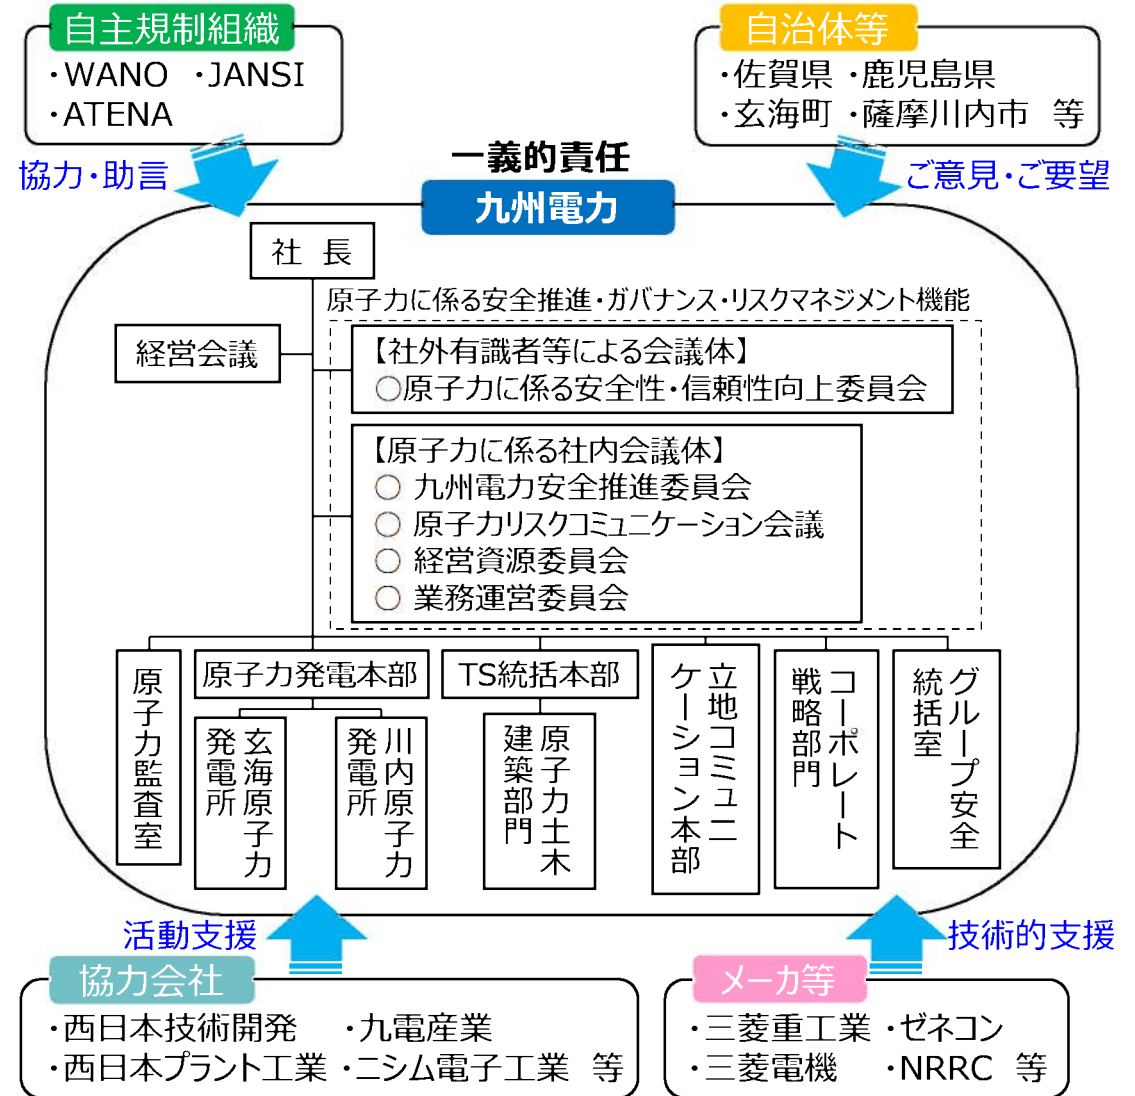 自主規制組織
・WANO ・JANSI
・ATENA
協力・助言
自治体等
・佐賀県 ・鹿児島県
・玄海町 ・薩摩川内市 等
ご意見・ご要望
一義的責任
九州電力
社 長
経営会議
原子力に係る安全推進・ガバナンス・リスクマネジメント機能
【社外有識者等による会議体】
○原子力に係る安全性・信頼性向上委員会
【原子力に係る社内会議体】
○ 九州電力安全推進委員会
○ 原子力リスクコミュニケーション会議
○ 経営資源委員会
○ 業務運営委員会
原子力監査室
原子力発電本部
玄海原子力
発電所
川内原子力
発電所
TS統括本部
原子力土木
建築部門
立地コミュニ
ケーション本部
コーポレート
戦略部門
グループ安全
統括室
活動支援
協力会社
・西日本技術開発 ・九電産業
・西日本プラント工業 ・ニシム電子工業 等
技術的支援
メーカ等
・三菱重工業 ・ゼネコン
・三菱電機 ・NRRC 等